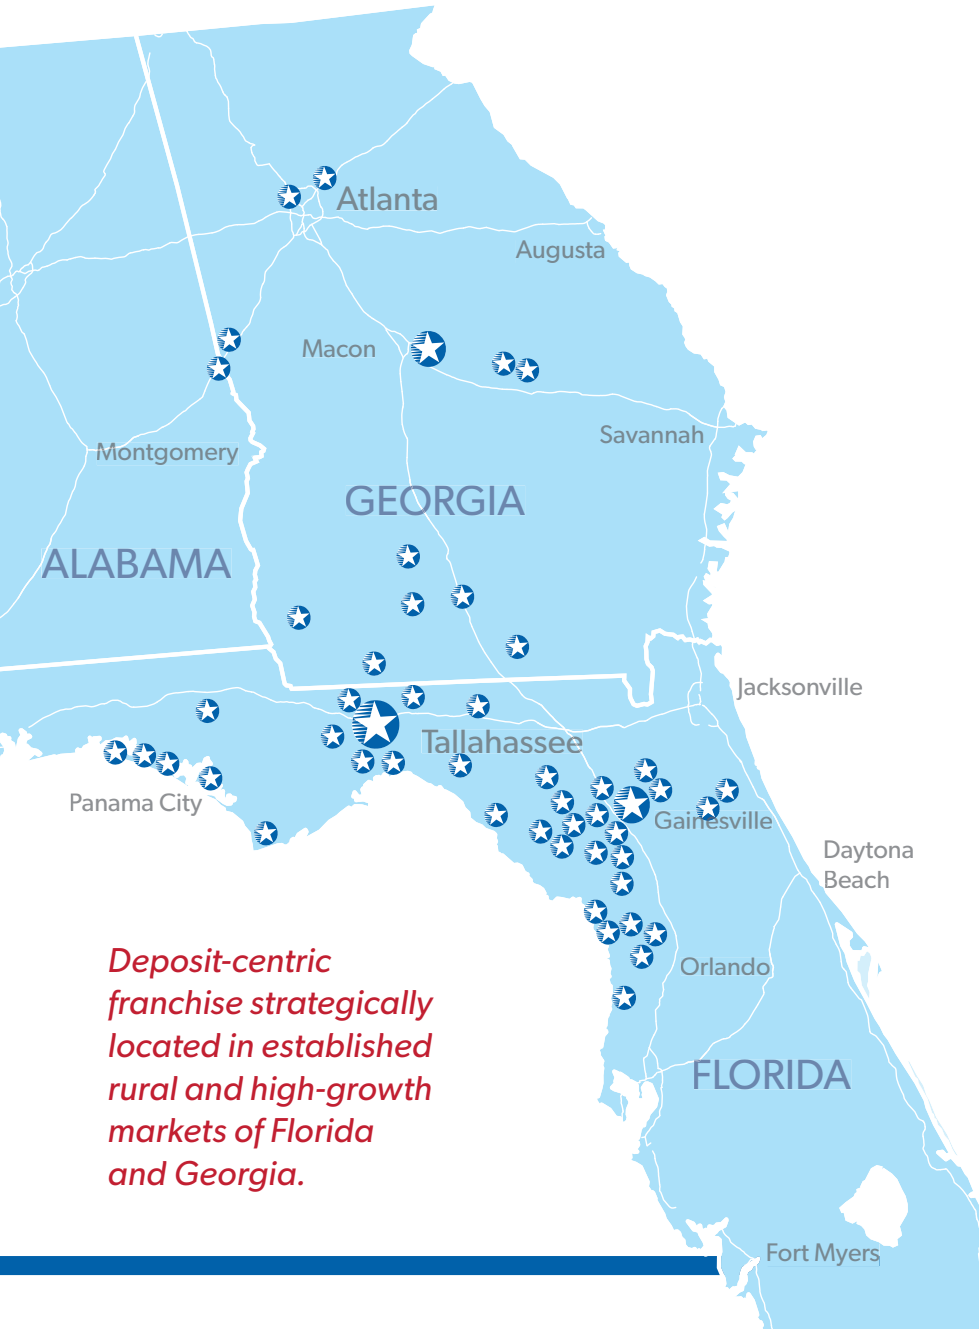 Atlanta
Augusta
Macon
Savannah
Montgomery
GEORGIA
ALABAMA
Jacksonville
Tallahassee
Panama City
Gainesville
Daytona
Beach
Deposit-centric
franchise strategically
located in established
rural and high-growth
markets of Florida
and Georgia.
Orlando
FLORIDA
Fort Myers